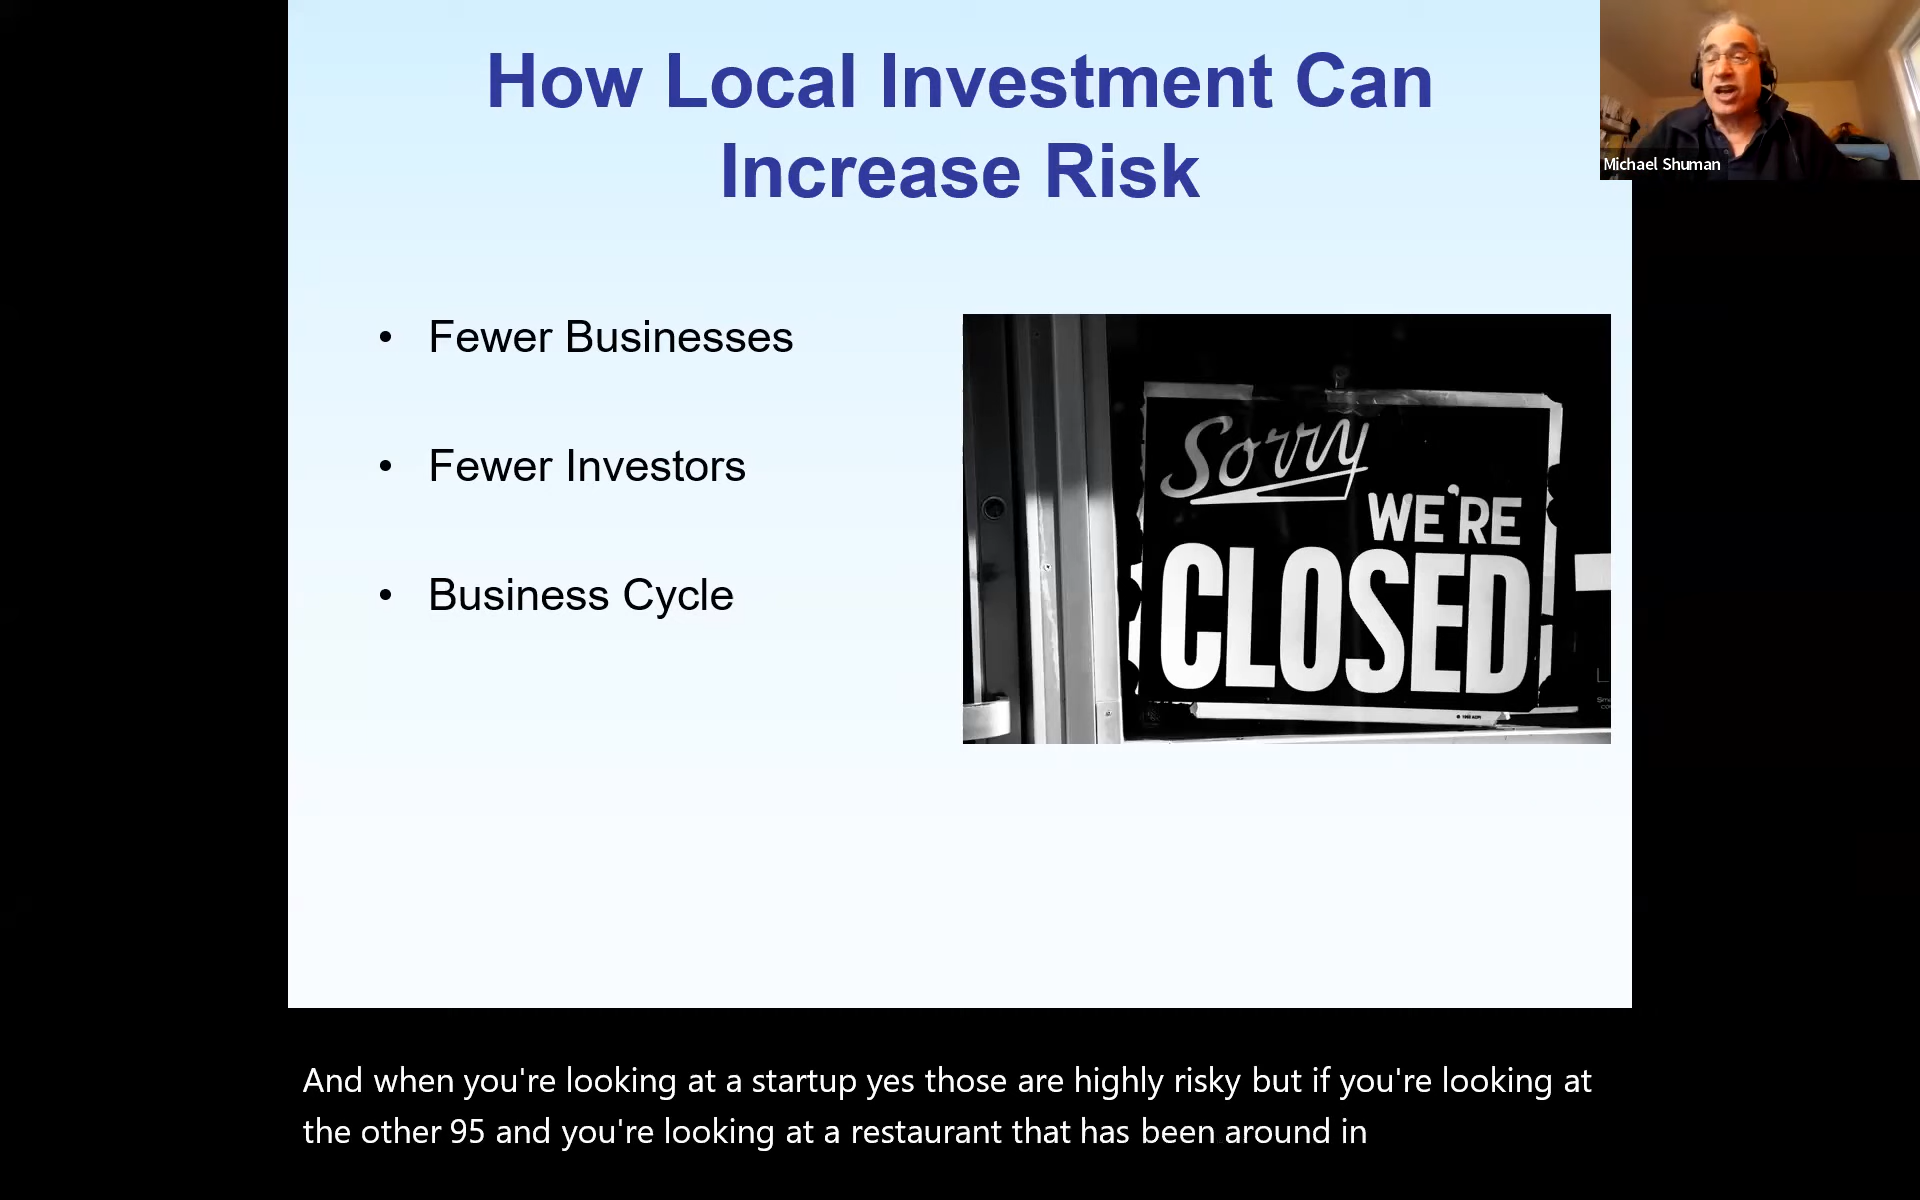 How Local Investment Can
Increase Risk
Michael Shuman
• Fewer Businesses
• Fewer Investors
• Business Cycle
Sorry
WE'RE
CLOSED
And when you're looking at a startup yes those are highly risky but if you're looking at
the other 95 and you're looking at a restaurant that has been around in